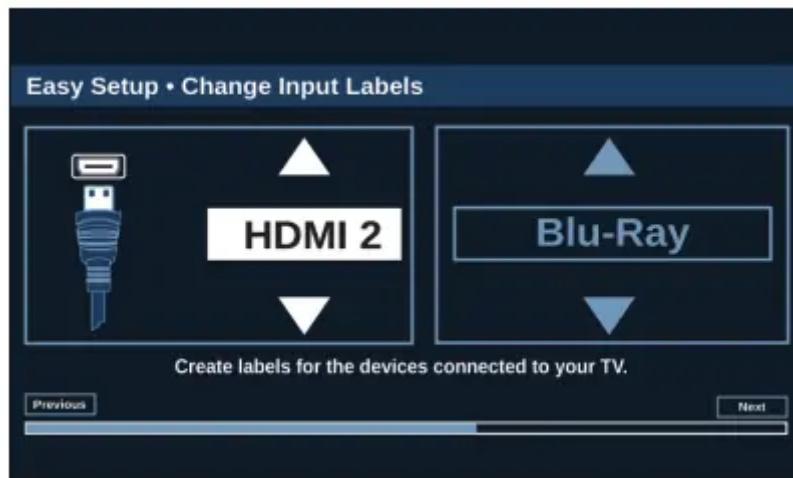 Easy Setup • Change Input Labels
HDMI 2
Blu-Ray
Create labels for the devices connected to your TV.
Previous
Next